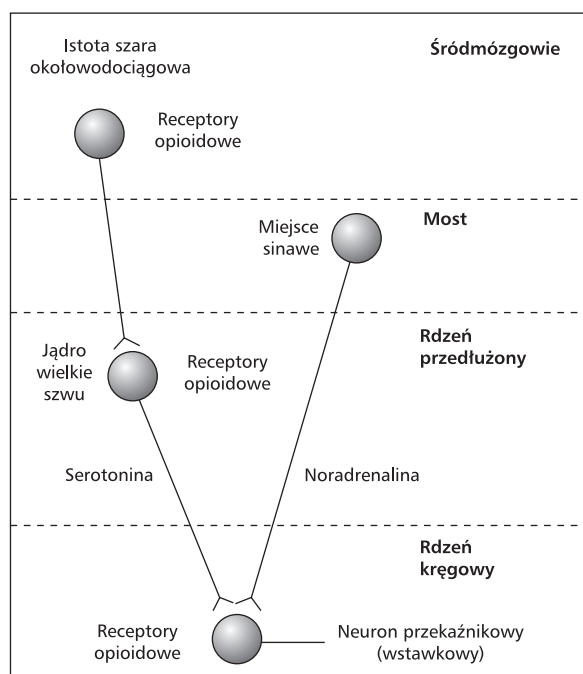 Istota szara
okołowodociągowa
Śródmózgowie
Receptory
opioidowe
Most
Miejsce
sinawe
Rdzeń
przedłużony
Jądro
wielkie
szwu
Receptory
opioidowe
Serotonina
Noradrenalina
Rdzeń
kręgowy
Receptory
opioidowe
Neuron przekaźnikowy
(wstawkowy)